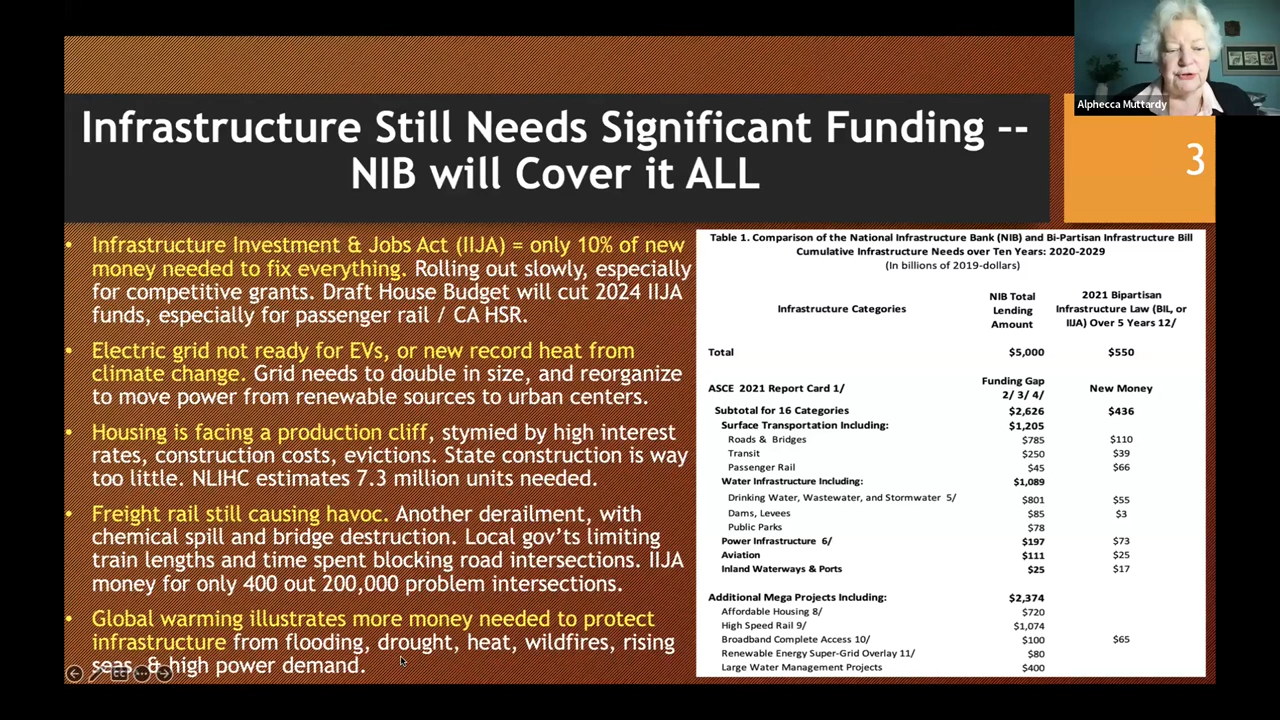 Alphecca Muttardy
Infrastructure Still Needs Significant Funding --
NIB will Cover it ALL
3
• Infrastructure Investment & Jobs Act (IIJA) = only 10% of new
money needed to fix everything. Rolling out slowly, especially
for competitive grants. Draft House Budget will cut 2024 IIJA
funds, especially for passenger rail / CA HSR.
• Electric grid not ready for EVs, or new record heat from
climate change. Grid needs to double in size, and reorganize
to move power from renewable sources to urban centers.
• Housing is facing a production cliff, stymied by high interest
rates, construction costs, evictions. State construction is way
too little. NLIHC estimates 7.3 million units needed.
• Freight rail still causing havoc. Another derailment, with
chemical spill and bridge destruction. Local gov'ts limiting
train lengths and time spent blocking road intersections. IIJA
money for only 400 out 200,000 problem intersections.
• Global warming illustrates more money needed to protect
infrastructure from flooding, drought, heat, wildfires, rising
seas, & high power demand.
Table 1. Comparison of the National Infrastructure Bank (NIB) and Bi-Partisan Infrastructure Bill
Cumulative Infrastructure Needs over Ten Years: 2020-2029
(In billions of 2019-dollars)
Infrastructure Categories
NIB Total
Lending
Amount
2021 Bipartisan
Infrastructure Law (BIL, or
IIJA) Over 5 Years 12/
Total $5,000 $550
ASCE 2021 Report Card 1/ Funding Gap 2/ 3/ 4/ New Money
Subtotal for 16 Categories $2,626 $436
Surface Transportation Including: $1,205
Roads & Bridges $785 $110
Transit $250 $39
Passenger Rail $45 $66
Water Infrastructure Including: $1,089
Drinking Water, Wastewater, and Stormwater 5/ $801 $55
Dams, Levees $85 $3
Public Parks $78
Power Infrastructure 6/ $197 $73
Aviation $111 $25
Inland Waterways & Ports $25 $17
Additional Mega Projects Including: $2,374
Affordable Housing 8/ $720
High Speed Rail 9/ $1,074
Broadband Complete Access 10/ $100 $65
Renewable Energy Super-Grid Overlay 11/ $80
Large Water Management Projects $400